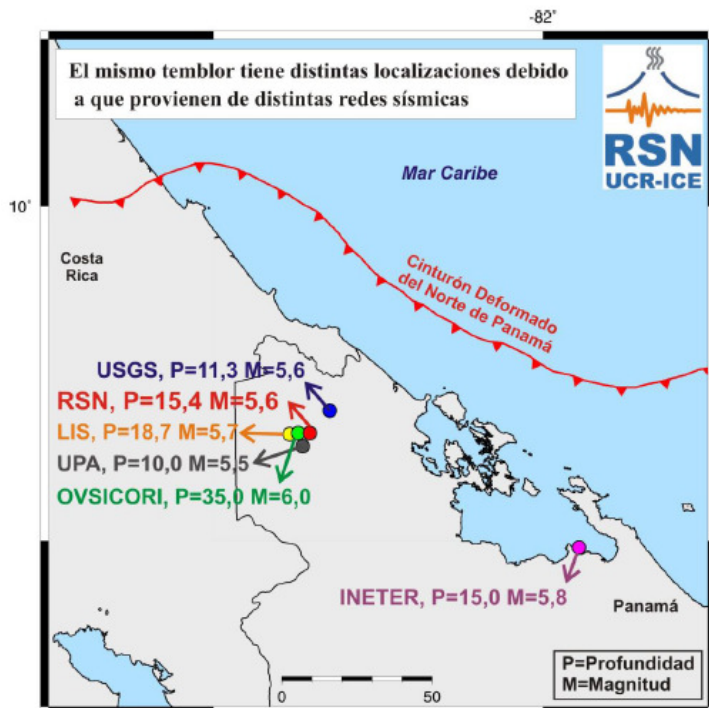 -82
El mismo temblor tiene distintas localizaciones debido
a que provienen de distintas redes sísmicas
RSN
UCR-ICE
Mar Caribe
10°
Costa
Rica
Cinturón Deformado
del Norte de Panamá
USGS, P=11,3 M=5,6
RSN, P=15,4 M=5,6
LIS, P=18,7 M=5,7
UPA, P=10,0 M=5,5
OVSICORI, P=35,0 M=6,0
INETER, P=15,0 M=5,8
Panamá
P=Profundidad
M=Magnitud
0 50